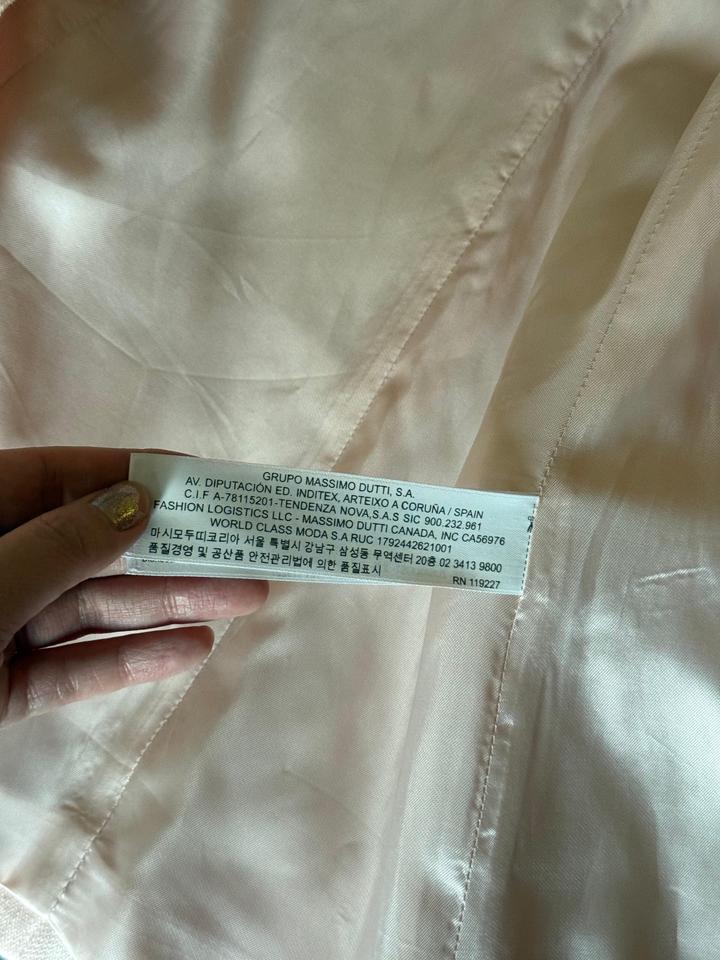 GRUPO MASSIMO DUTTI, S.A.
AV. DIPUTACIÓN ED. INDITEX, ARTEIXO A CORUÑA / SPAIN
C.I.F A-78115201-TENDENZA NOVA,S.A.S SIC 900.232.961
FASHION LOGISTICS LLC - MASSIMO DUTTI CANADA, INC CA56976
WORLD CLASS MODA S.A RUC 1792442621001
마시모두띠코리아 서울 특별시 강남구 삼성동 무역센터 20층 02 3413 9800
품질경영 및 공산품 안전관리법에 의한 품질표시
RN 119227